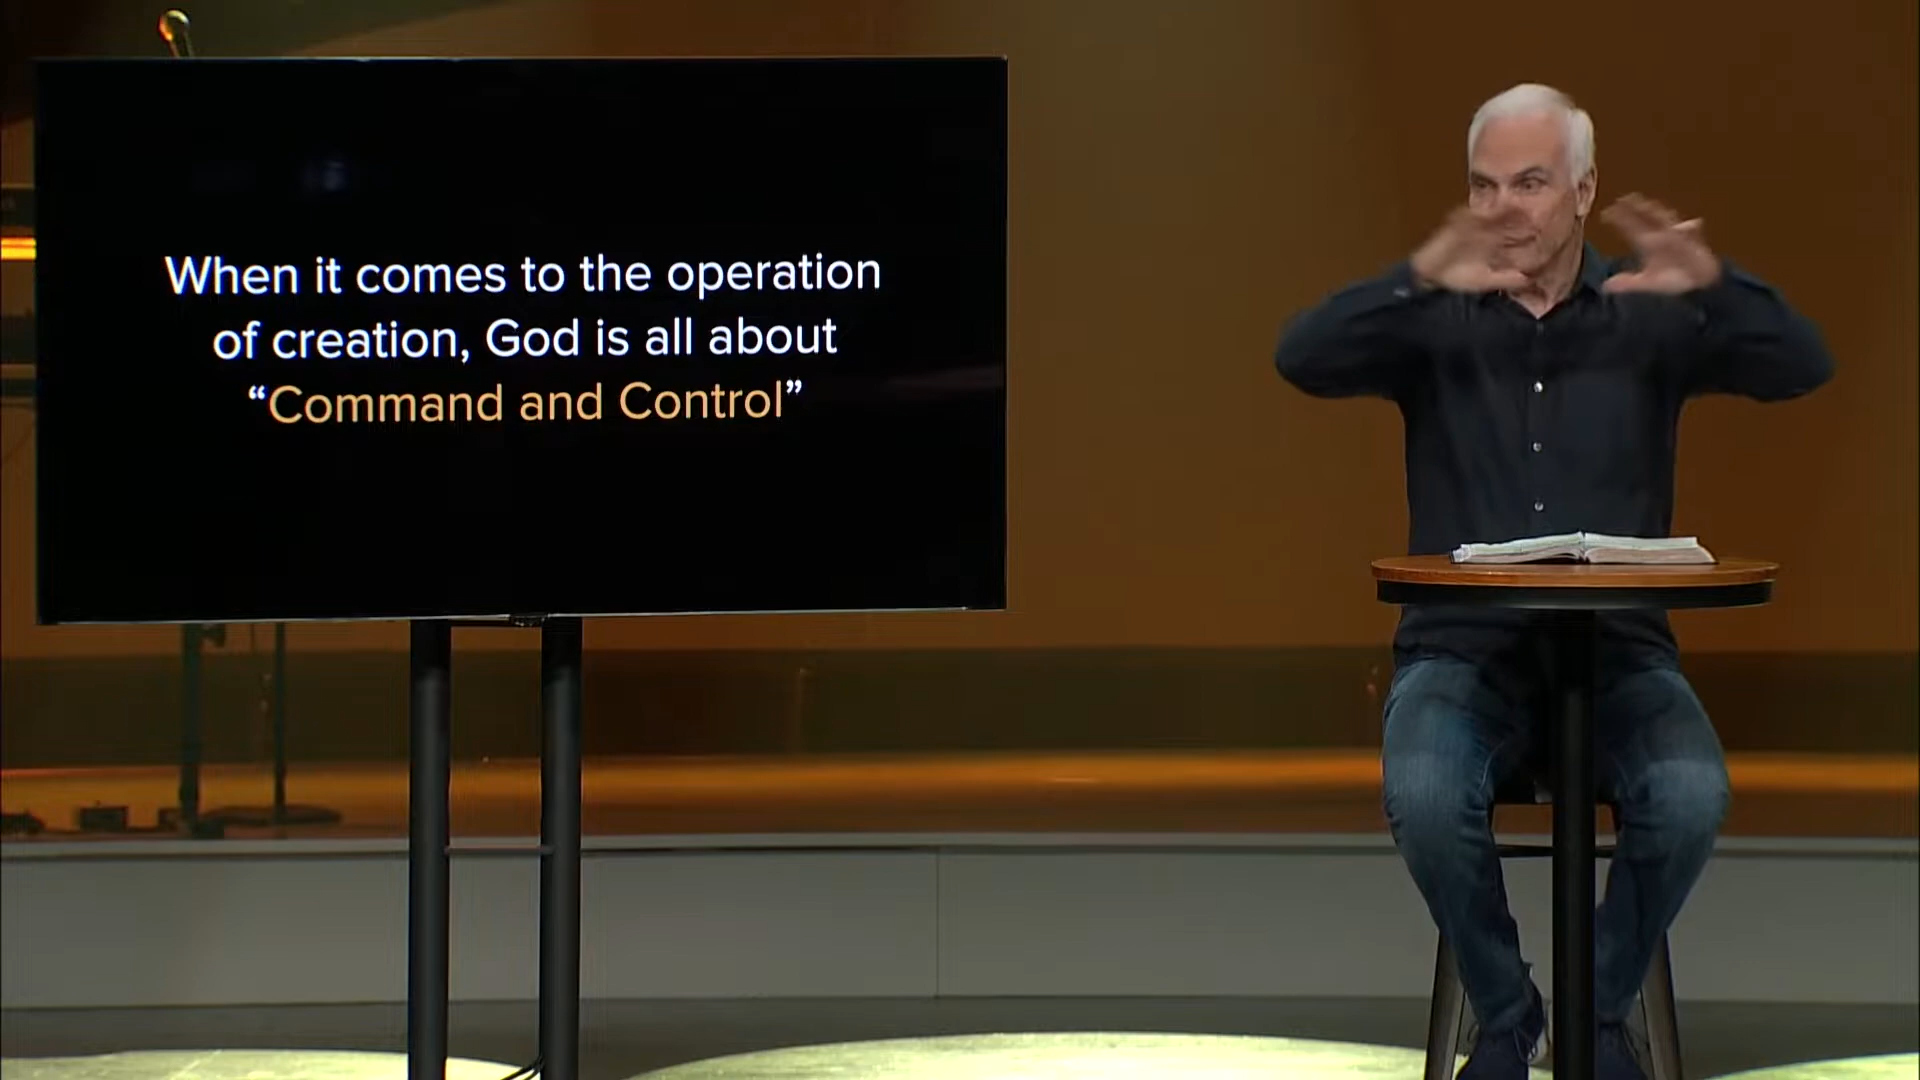 When it comes to the operation
of creation, God is all about
“Command and Control”